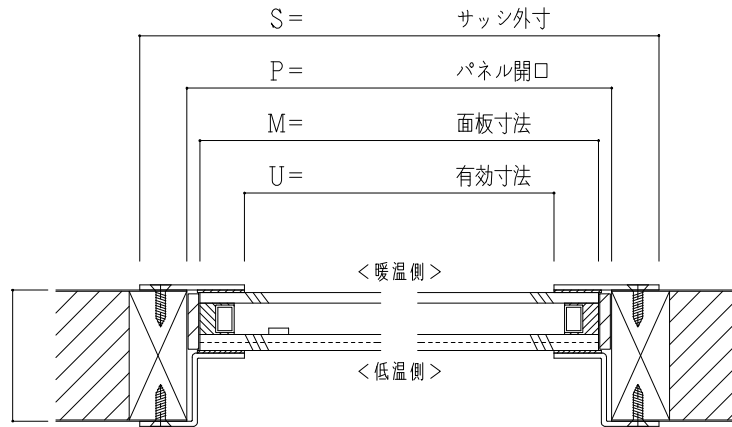 S= サッシ外寸
P= パネル開口
M= 面板寸法
U= 有効寸法
<暖温側>
<低温側>